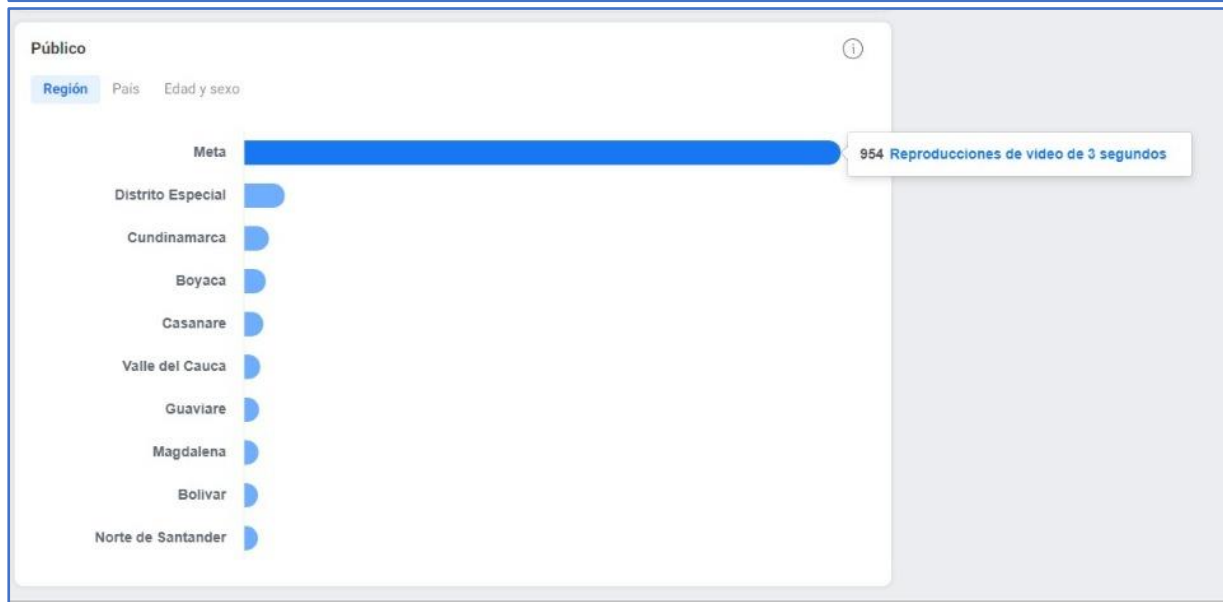 Público
Región País Edad y sexo
Meta
954 Reproducciones de video de 3 segundos
Distrito Especial
Cundinamarca
Boyaca
Casanare
Valle del Cauca
Guaviare
Magdalena
Bolivar
Norte de Santander